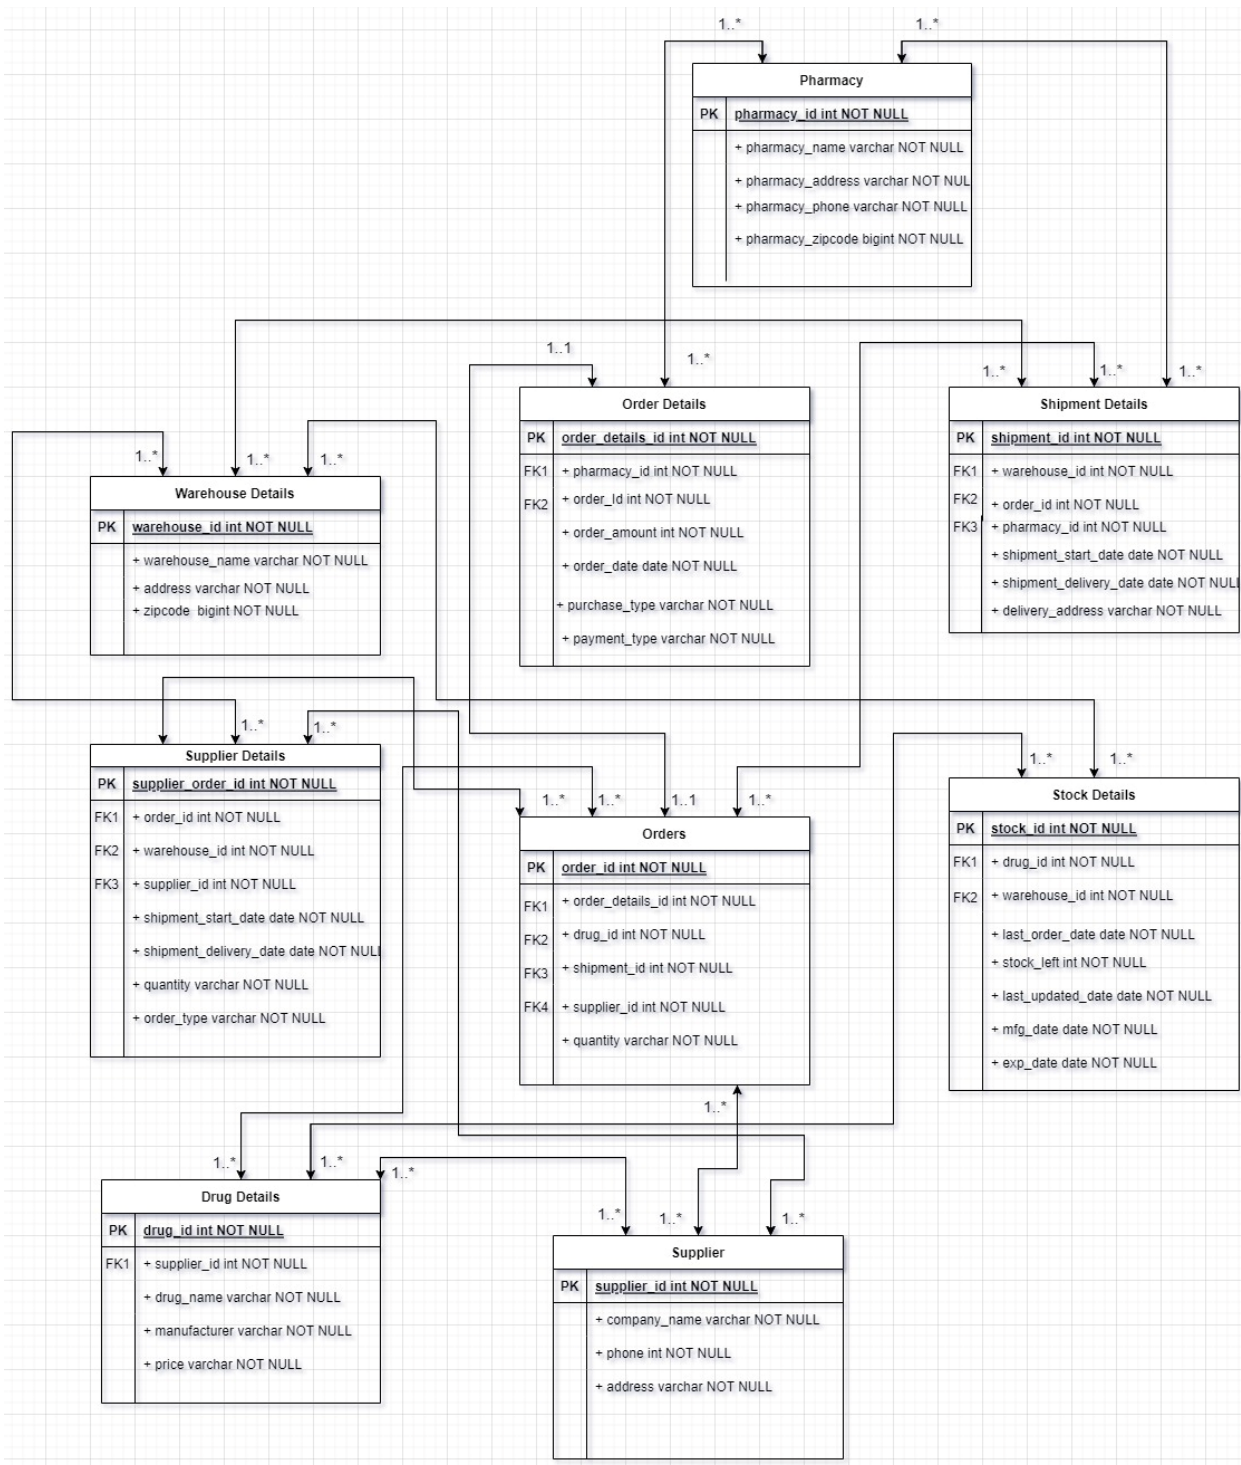 1..*
1..*
Pharmacy
PK pharmacy_id int NOT NULL
+ pharmacy_name varchar NOT NULL
+ pharmacy_address varchar NOT NUL
+ pharmacy_phone varchar NOT NULL
+ pharmacy_zipcode bigint NOT NULL
1..1
1..*
1..*
1..*
1..*
Order Details
PK order_details_id int NOT NULL
FK1 + pharmacy_id int NOT NULL
FK2 + order_Id int NOT NULL
+ order_amount int NOT NULL
+ order_date date NOT NULL
+ purchase_type varchar NOT NULL
+ payment_type varchar NOT NULL
Shipment Details
PK shipment_id int NOT NULL
FK1 + warehouse_id int NOT NULL
FK2 + order_id int NOT NULL
FK3 + pharmacy_id int NOT NULL
+ shipment_start_date date NOT NULL
+ shipment_delivery_date date NOT NULL
+ delivery_address varchar NOT NULL
1..*
1..*
1..*
Warehouse Details
PK warehouse_id int NOT NULL
+ warehouse_name varchar NOT NULL
+ address varchar NOT NULL
+ zipcode bigint NOT NULL
1..*
1..*
Supplier Details
PK supplier_order_id int NOT NULL
FK1 + order_id int NOT NULL
FK2 + warehouse_id int NOT NULL
FK3 + supplier_id int NOT NULL
+ shipment_start_date date NOT NULL
+ shipment_delivery_date date NOT NULL
+ quantity varchar NOT NULL
+ order_type varchar NOT NULL
1..*
1..*
1..1
1..*
Orders
PK order_id int NOT NULL
FK1 + order_details_id int NOT NULL
FK2 + drug_id int NOT NULL
FK3 + shipment_id int NOT NULL
FK4 + supplier_id int NOT NULL
+ quantity varchar NOT NULL
1..*
1..*
1..*
Stock Details
PK stock_id int NOT NULL
FK1 + drug_id int NOT NULL
FK2 + warehouse_id int NOT NULL
+ last_order_date date NOT NULL
+ stock_left int NOT NULL
+ last_updated_date date NOT NULL
+ mfg_date date NOT NULL
+ exp_date date NOT NULL
1..*
1..*
1..*
Drug Details
PK drug_id int NOT NULL
FK1 + supplier_id int NOT NULL
+ drug_name varchar NOT NULL
+ manufacturer varchar NOT NULL
+ price varchar NOT NULL
1..*
1..*
1..*
Supplier
PK supplier_id int NOT NULL
+ company_name varchar NOT NULL
+ phone int NOT NULL
+ address varchar NOT NULL